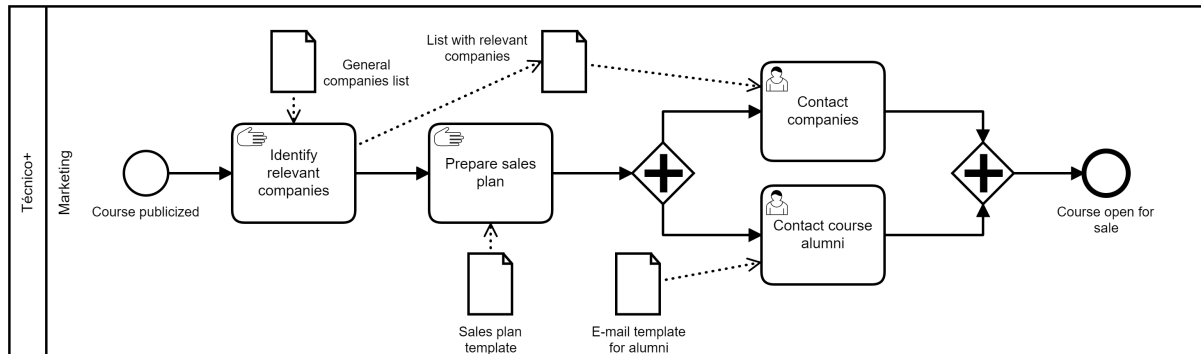 Técnico+
Marketing
Course publicized
General
companies list
Identify
relevant
companies
List with relevant
companies
Prepare sales
plan
Sales plan
template
E-mail template
for alumni
Contact
companies
Contact course
alumni
Course open for
sale